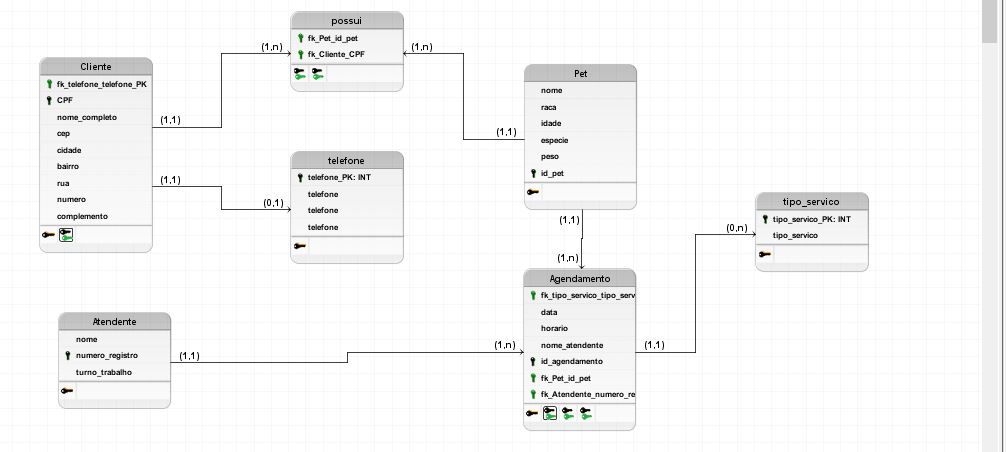 possui
fk_Pet_id_pet
fk_Cliente_CPF
(1,n)
(1,n)
Cliente
fk_telefone_telefone_PK
CPF
nome_completo
cep
cidade
bairro
rua
numero
complemento
(1,1)
(1,1)
(0,1)
telefone
telefone_PK: INT
telefone
telefone
telefone
Pet
nome
raca
idade
especie
peso
id_pet
(1,1)
(1,1)
(1,n)
tipo_servico
tipo_servico_PK: INT
tipo_servico
(0,n)
Agendamento
fk_tipo_servico_tipo_serv
data
horario
nome_atendente
id_agendamento
fk_Pet_id_pet
fk_Atendente_numero_re
(1,1)
(1,n)
Atendente
nome
numero_registro
turno_trabalho
(1,1)